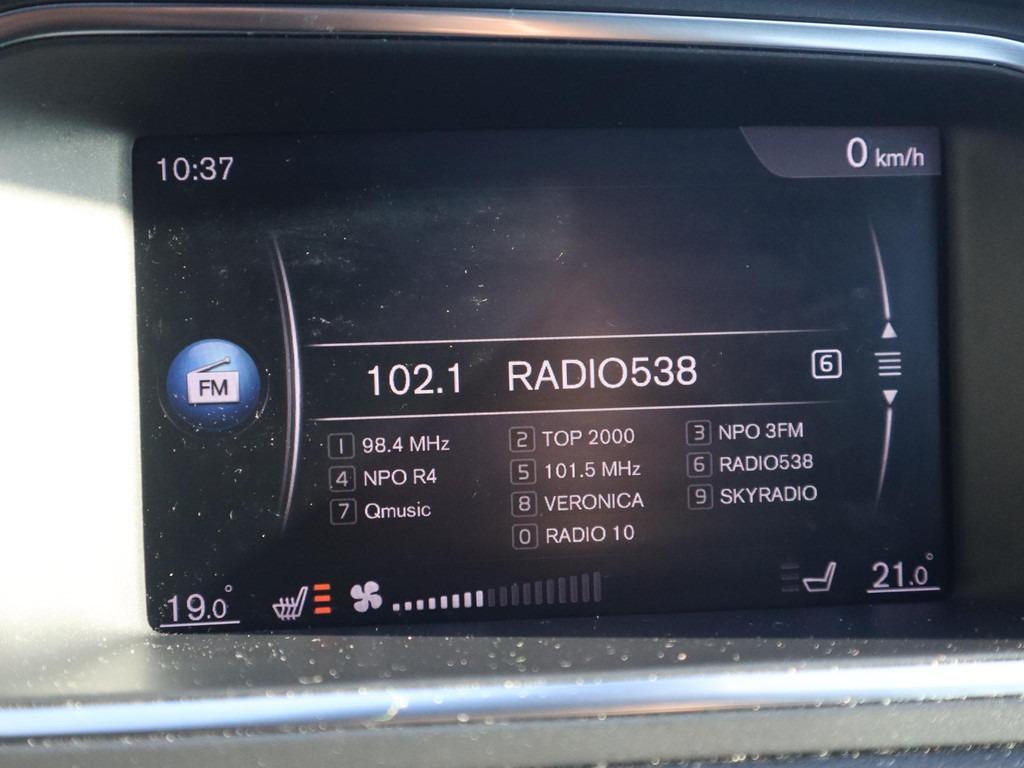 10:37
0 km/h
FM
102.1 RADIO538 6
1 98.4 MHz 2 TOP 2000 3 NPO 3FM
4 NPO R4 5 101.5 MHz 6 RADIO538
7 Qmusic 8 VERONICA 9 SKYRADIO
0 RADIO 10
19.0° 21.0°